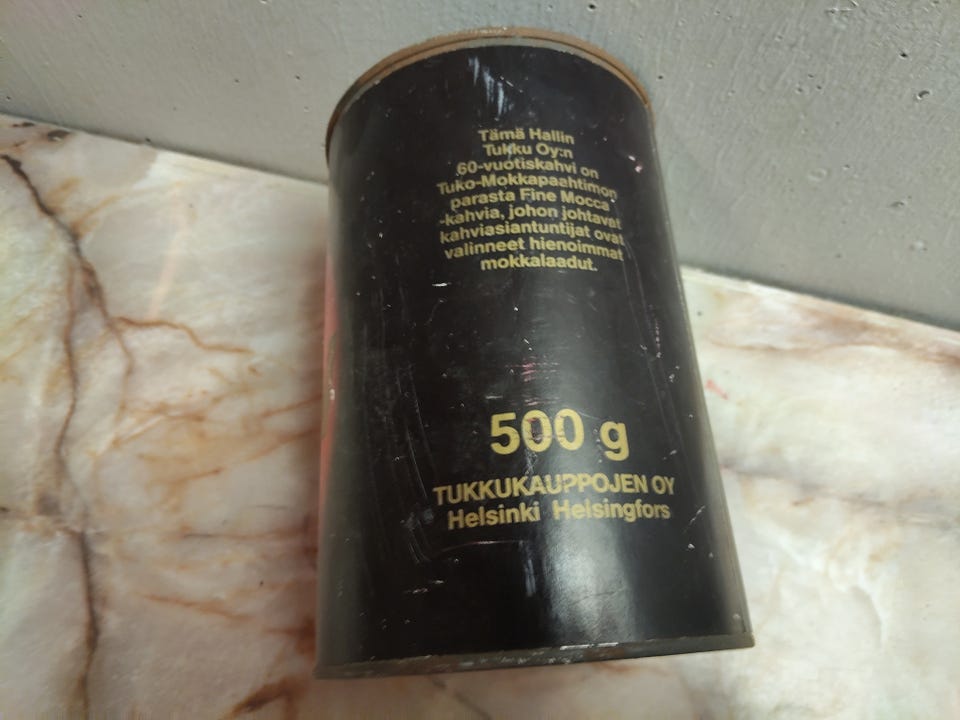 Tämä Hallin
Tukku Oy:n
60-vuotiskahvi on
Tuko-Mokkapaahtimon
parasta Fine Mocca
-kahvia, johon johtavat
kahviasiantuntijat ovat
valinneet hienoimmat
mokkalaadut.
500 g
TUKKUKAUPPOJEN OY
Helsinki Helsingfors